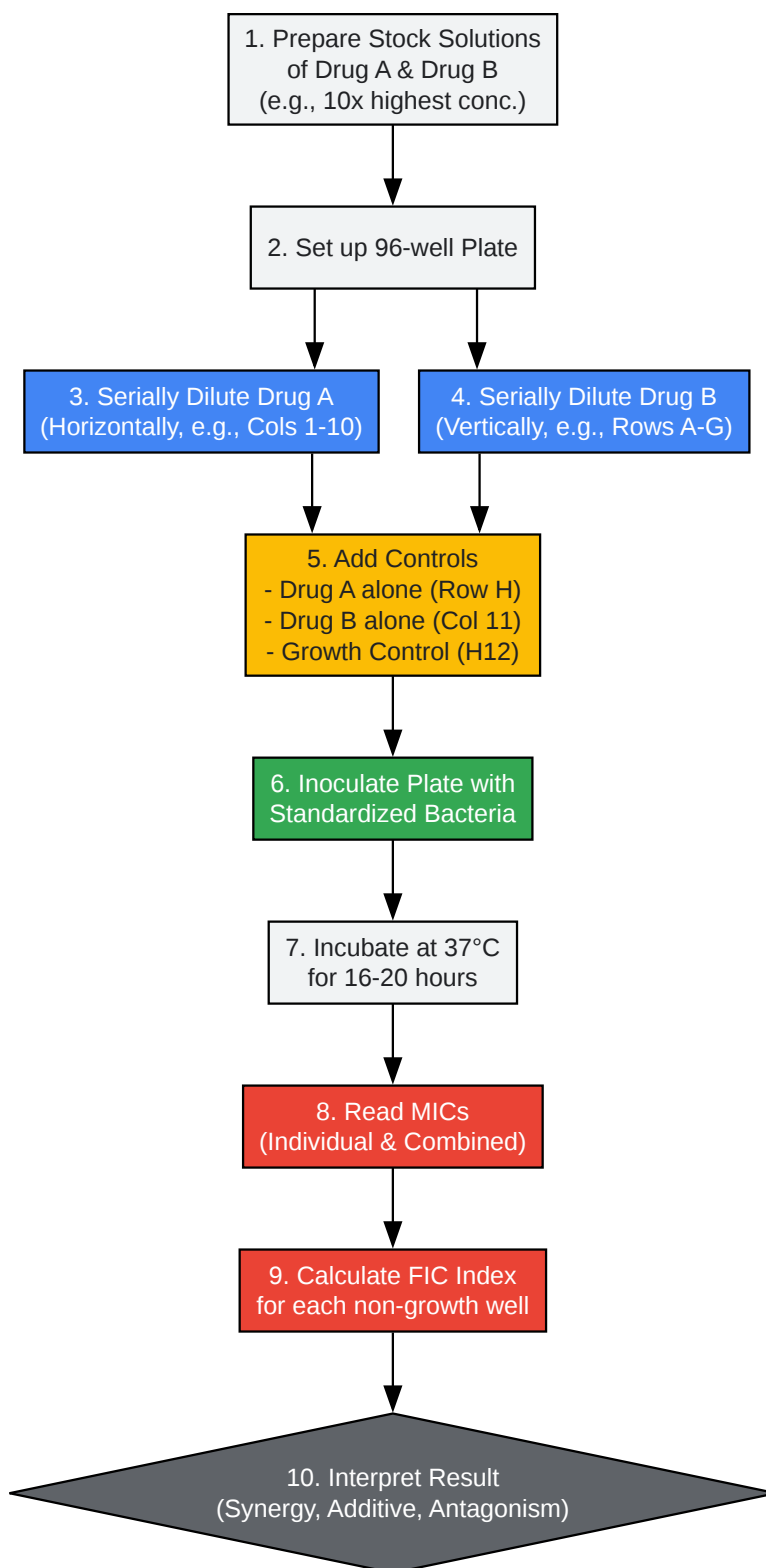 1. Prepare Stock Solutions
of Drug A & Drug B
(e.g., 10x highest conc.)
2. Set up 96-well Plate
3. Serially Dilute Drug A
(Horizontally, e.g., Cols 1-10)
4. Serially Dilute Drug B
(Vertically, e.g., Rows A-G)
5. Add Controls
- Drug A alone (Row H)
- Drug B alone (Col 11)
- Growth Control (H12)
6. Inoculate Plate with
Standardized Bacteria
7. Incubate at 37°C
for 16-20 hours
8. Read MICs
(Individual & Combined)
9. Calculate FIC Index
for each non-growth well
10. Interpret Result
(Synergy, Additive, Antagonism)